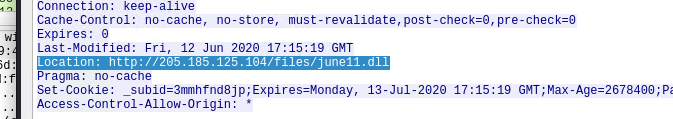 Connection: keep-alive
Cache-Control: no-cache, no-store, must-revalidate,post-check=0,pre-check=0
Expires: 0
Last-Modified: Fri, 12 Jun 2020 17:15:19 GMT
Location: http://205.185.125.104/files/june11.dll
Pragma: no-cache
Set-Cookie: _subid=3mmhfnd8jp;Expires=Monday, 13-Jul-2020 17:15:19 GMT;Max-Age=2678400;Pa
Access-Control-Allow-Origin: *